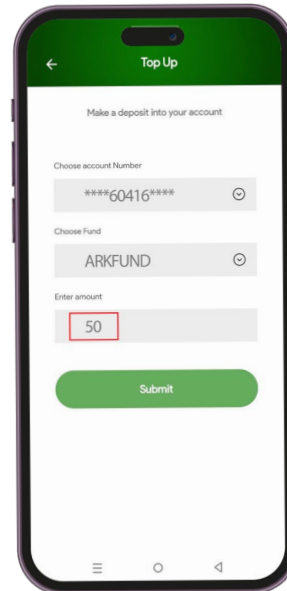 Top Up
Make a deposit into your account
Choose account Number
****60416****
Choose Fund
ARKFUND
Enter amount
50
Submit